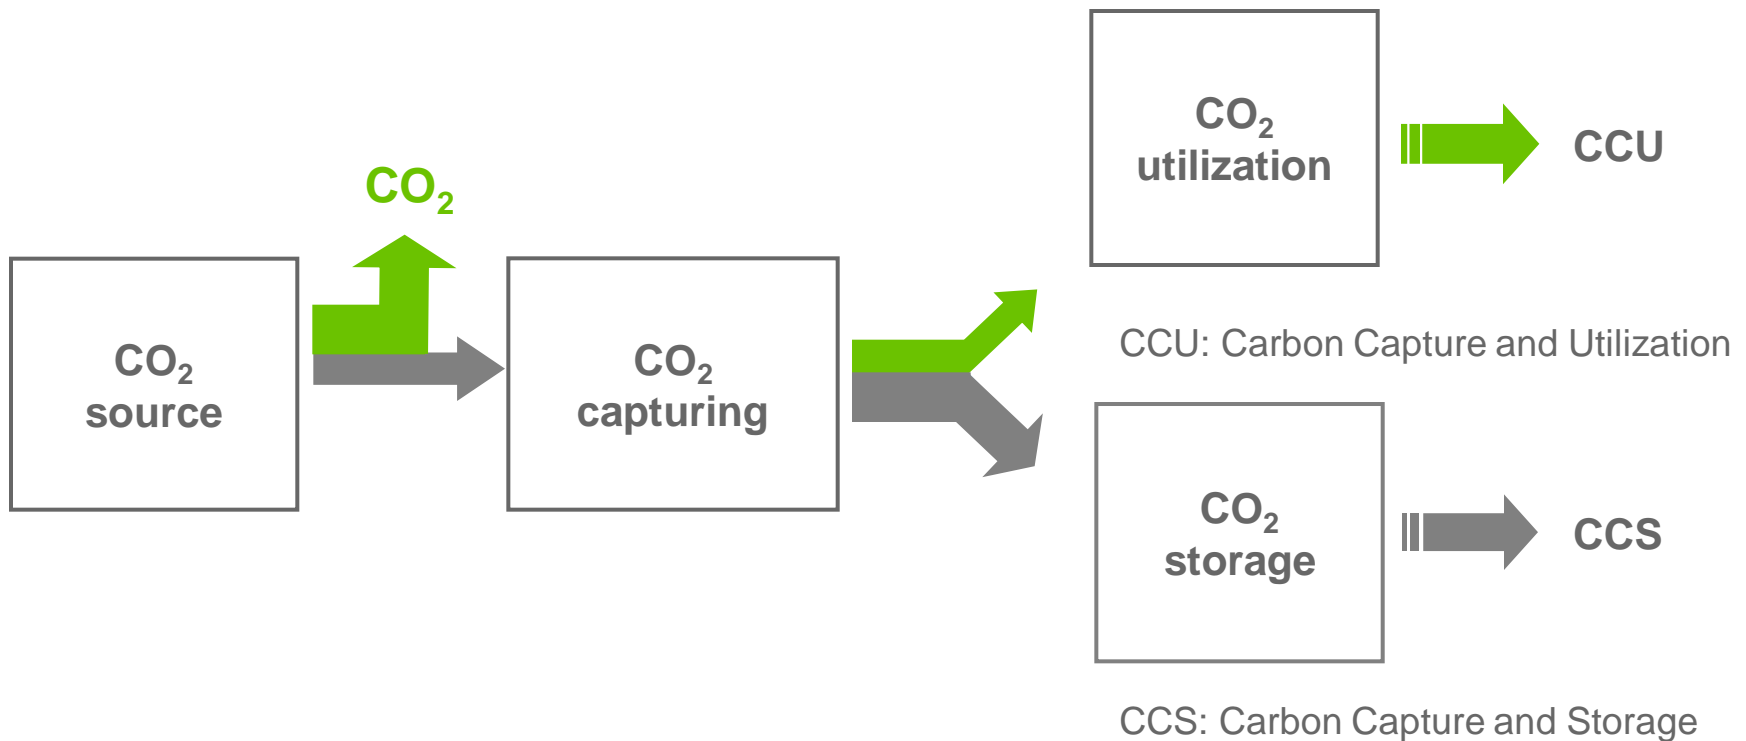 CO₂
source
CO₂
CO₂
capturing
CO₂
utilization
CCU
CCU: Carbon Capture and Utilization
CO₂
storage
CCS
CCS: Carbon Capture and Storage